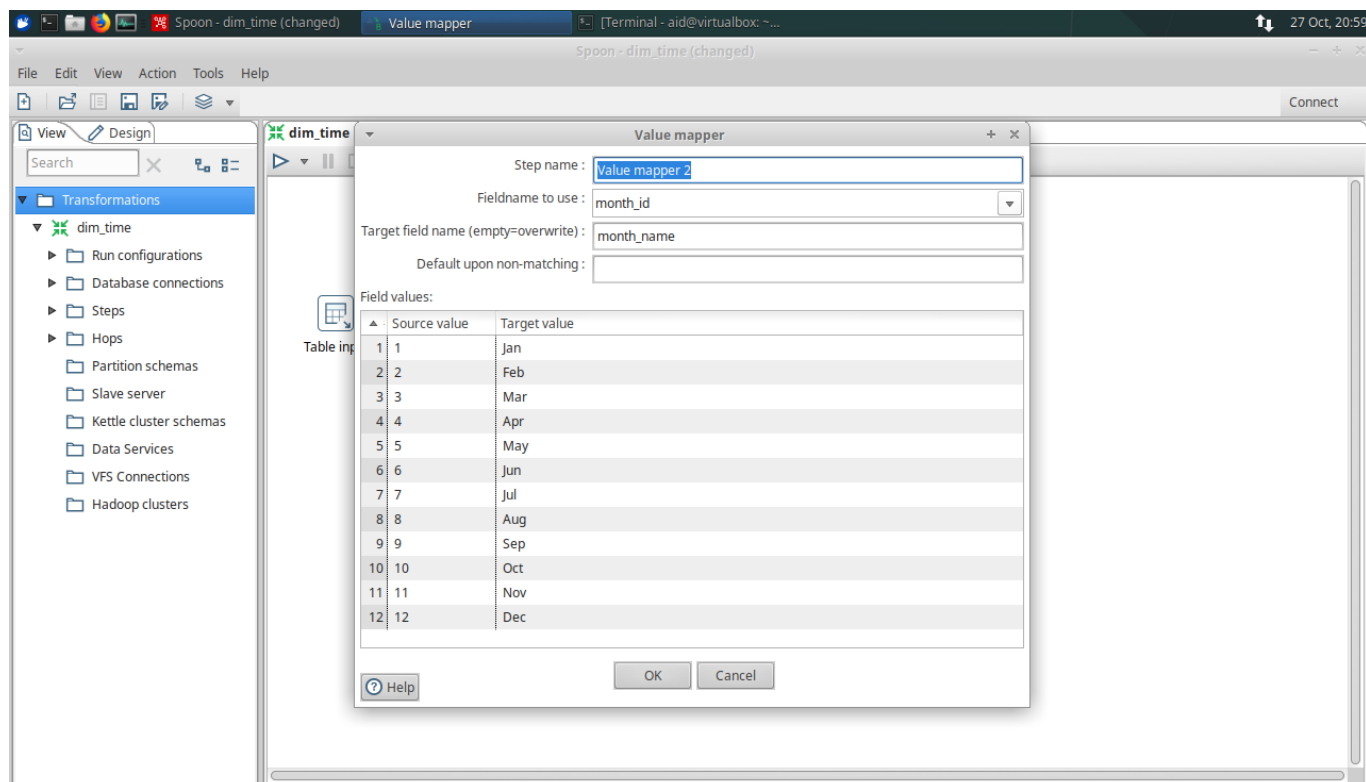 Spoon - dim_time (changed) Value mapper [Terminal - aid@virtualbox: ~... 27 Oct, 20:59
Spoon - dim_time (changed)
File Edit View Action Tools Help
Connect
View Design
Search
Transformations
dim_time
Run configurations
Database connections
Steps
Hops
Partition schemas
Slave server
Kettle cluster schemas
Data Services
VFS Connections
Hadoop clusters
dim_time
Table inp
Value mapper
Step name : Value mapper 2
Fieldname to use : month_id
Target field name (empty=overwrite) : month_name
Default upon non-matching :
Field values:
Source value Target value
1 1 Jan
2 2 Feb
3 3 Mar
4 4 Apr
5 5 May
6 6 Jun
7 7 Jul
8 8 Aug
9 9 Sep
10 10 Oct
11 11 Nov
12 12 Dec
OK Cancel
Help